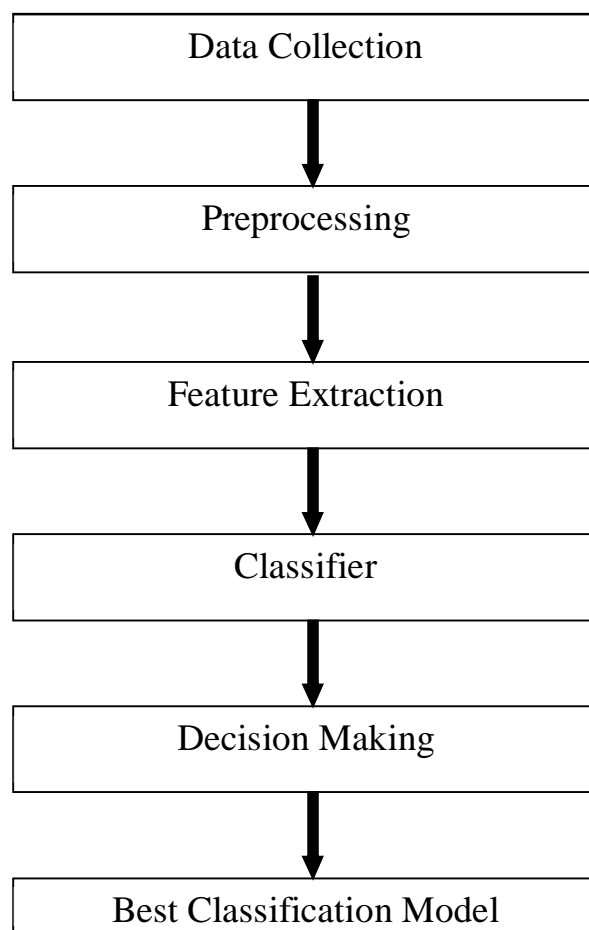 Data Collection
Preprocessing
Feature Extraction
Classifier
Decision Making
Best Classification Model